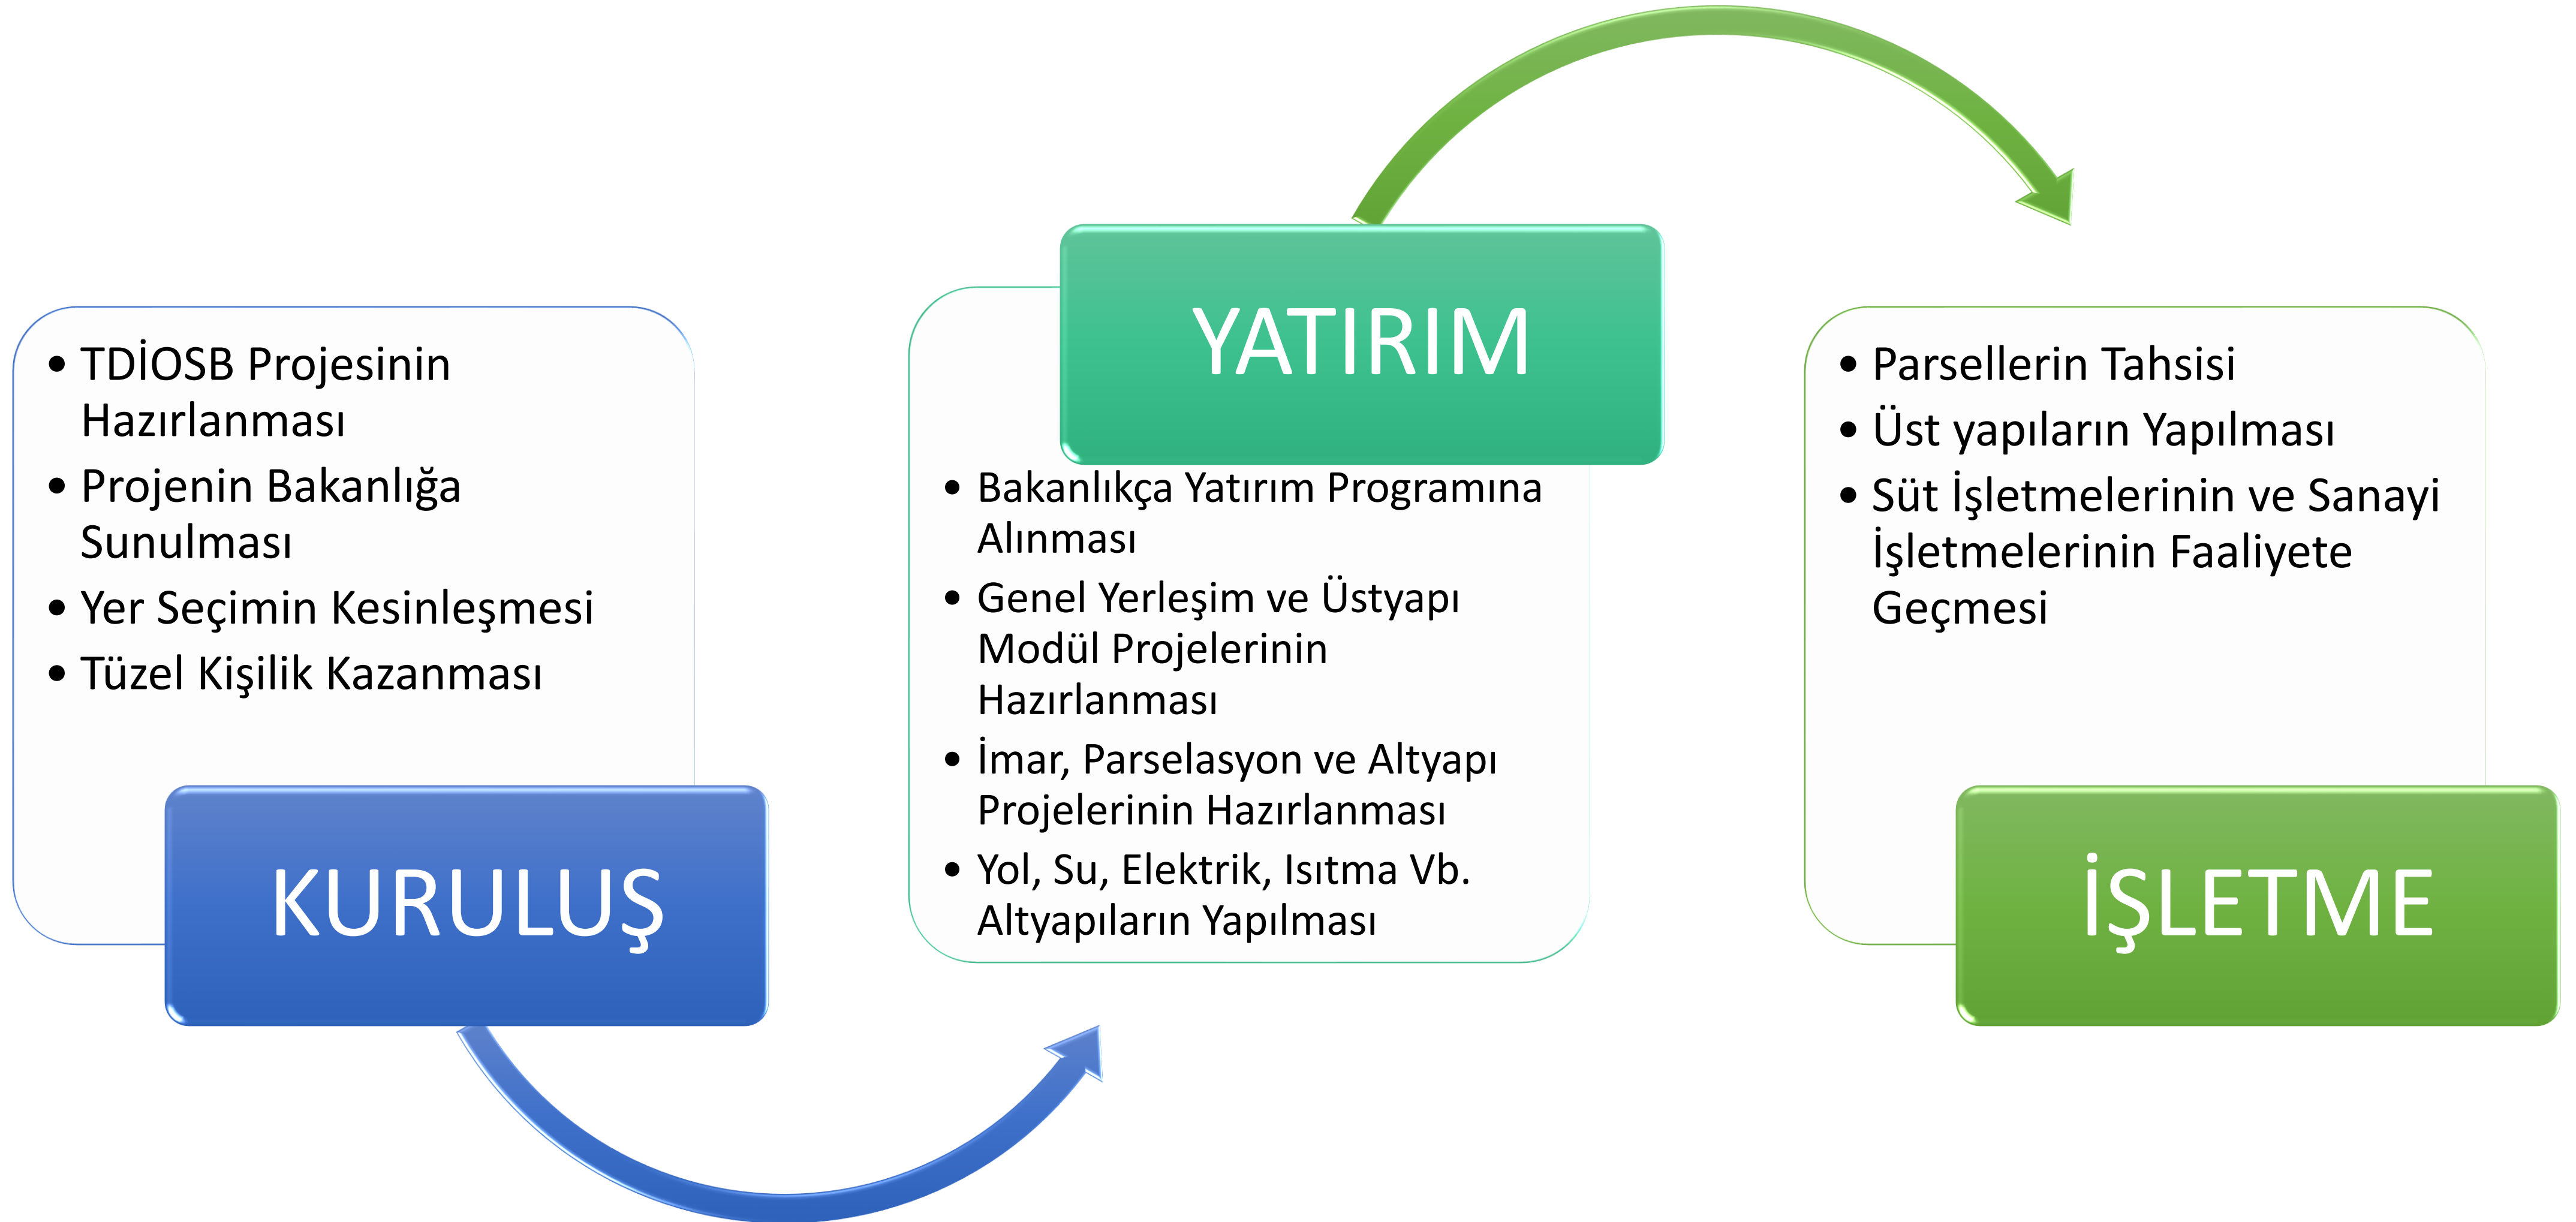 • TDİOSB Projesinin
Hazırlanması
• Projenin Bakanlığa
Sunulması
• Yer Seçimin Kesinleşmesi
• Tüzel Kişilik Kazanması
KURULUŞ
YATIRIM
• Bakanlıkça Yatırım Programına
Alınması
• Genel Yerleşim ve Üstyapı
Modül Projelerinin
Hazırlanması
• İmar, Parselasyon ve Altyapı
Projelerinin Hazırlanması
• Yol, Su, Elektrik, Isıtma Vb.
Altyapıların Yapılması
• Parsellerin Tahsisi
• Üst yapıların Yapılması
• Süt İşletmelerinin ve Sanayi
İşletmelerinin Faaliyete
Geçmesi
İŞLETME